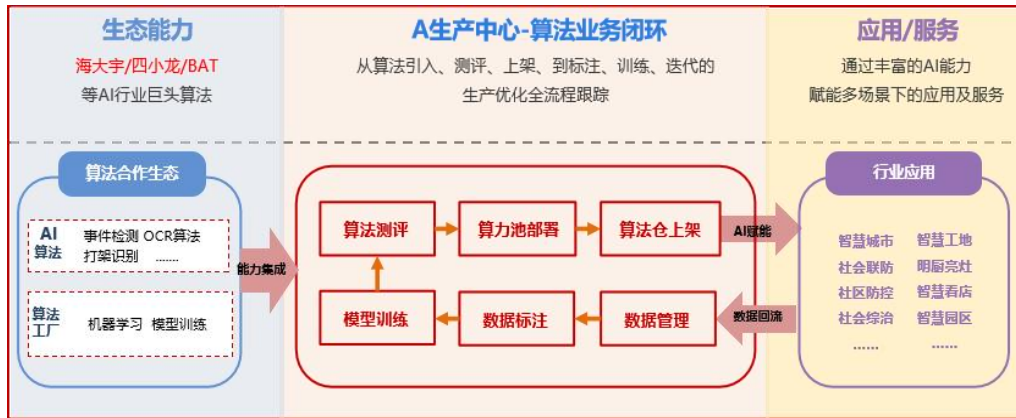 生态能力
海大宇/四小龙/BAT
等AI行业巨头算法
A生产中心-算法业务闭环
从算法引入、测评、上架、到标注、训练、迭代的
生产优化全流程跟踪
应用/服务
通过丰富的AI能力
赋能多场景下的应用及服务
算法合作生态
AI
算法
事件检测 OCR算法
打架识别 .......
算法
工厂
机器学习 模型训练
能力集成
算法测评
算力池部署
算法仓上架
模型训练
数据标注
数据管理
AI赋能
数据回流
行业应用
智慧城市 智慧工地
社会联防 明厨亮灶
社区防控 智慧看店
社会综治 智慧园区
...... ......